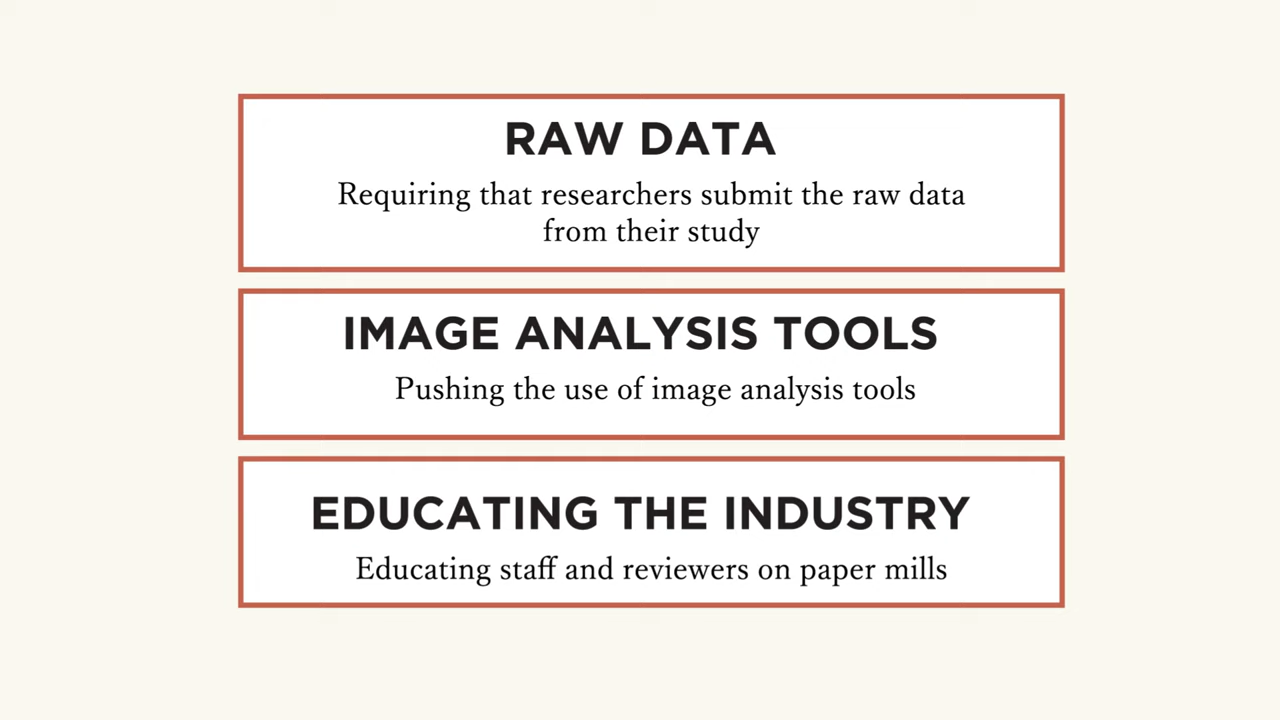 RAW DATA
Requiring that researchers submit the raw data
from their study
IMAGE ANALYSIS TOOLS
Pushing the use of image analysis tools
EDUCATING THE INDUSTRY
Educating staff and reviewers on paper mills